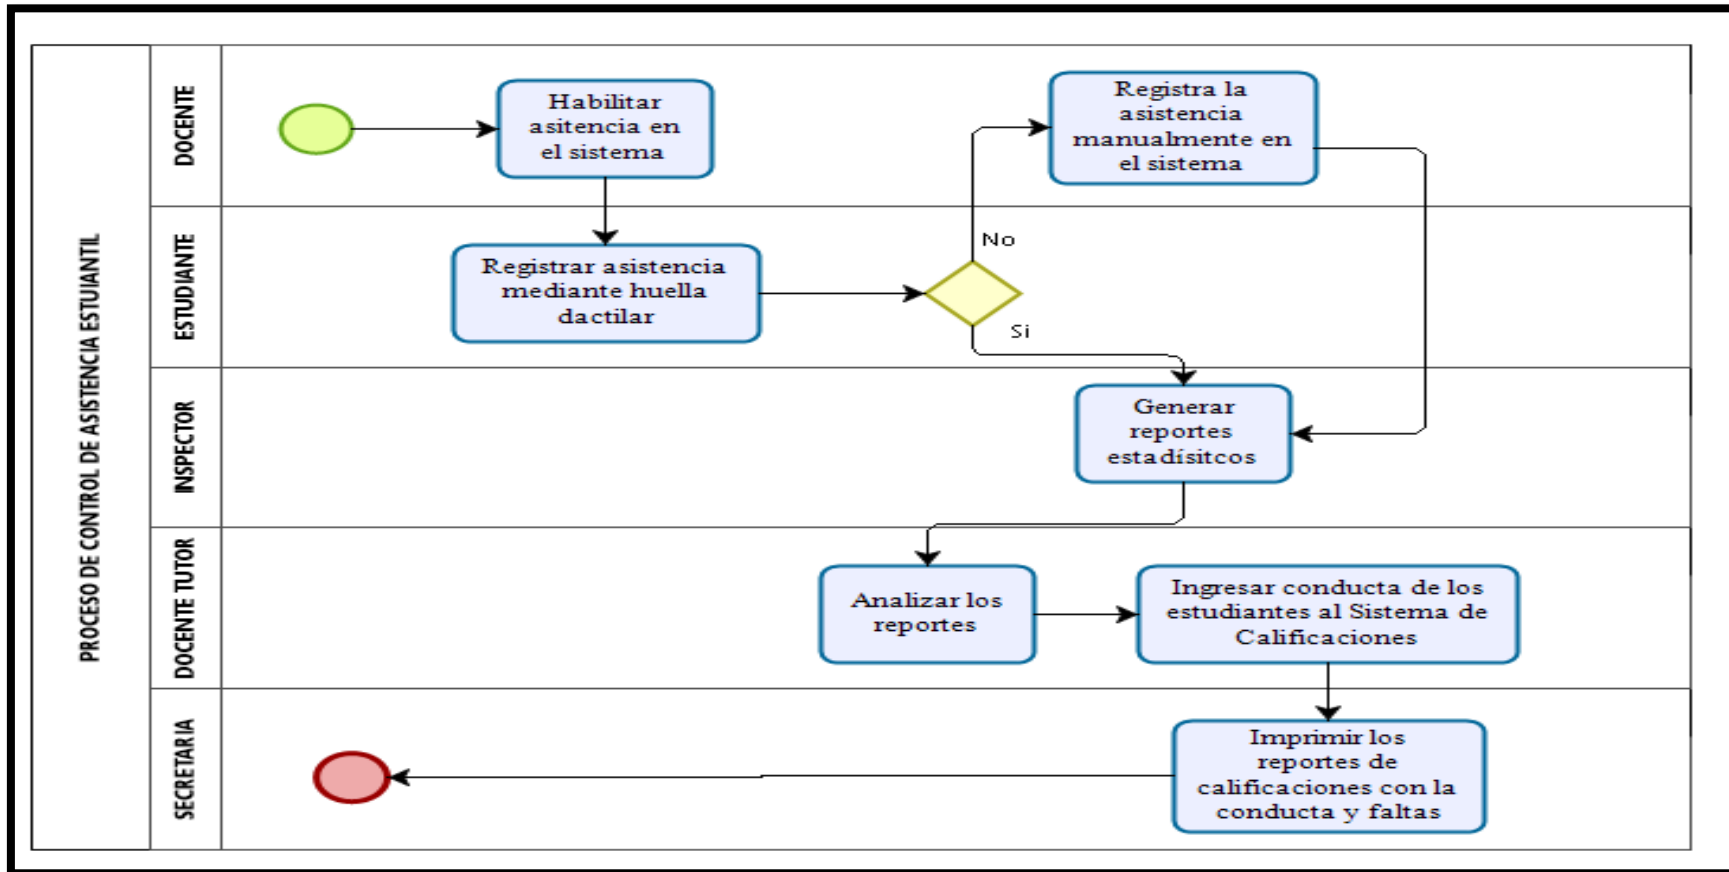 PROCESO DE CONTROL DE ASISTENCIA ESTUIANTIL
DOCENTE
Habilitar
asitencia en
el sistema
Registra la
asistencia
manualmente en
el sistema
ESTUDIANTE
Registrar asistencia
mediante huella
dactilar
No
Si
INSPECTOR
Generar
reportes
estadísitcos
DOCENTE TUTOR
Analizar los
reportes
Ingresar conducta de los
estudiantes al Sistema de
Calificaciones
SECRETARIA
Imprimir los
reportes de
calificaciones con la
conducta y faltas